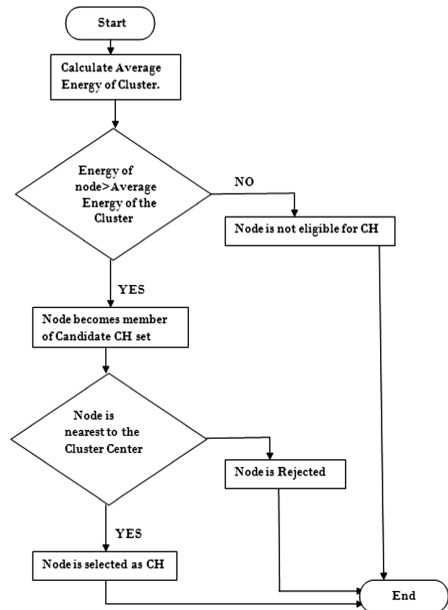 Start
Calculate Average
Energy of Cluster.
Energy of
node>Average
Energy of the
Cluster
NO
Node is not eligible for CH
YES
Node becomes member
of Candidate CH set
Node is
nearest to the
Cluster Center
Node is Rejected
YES
Node is selected as CH
End